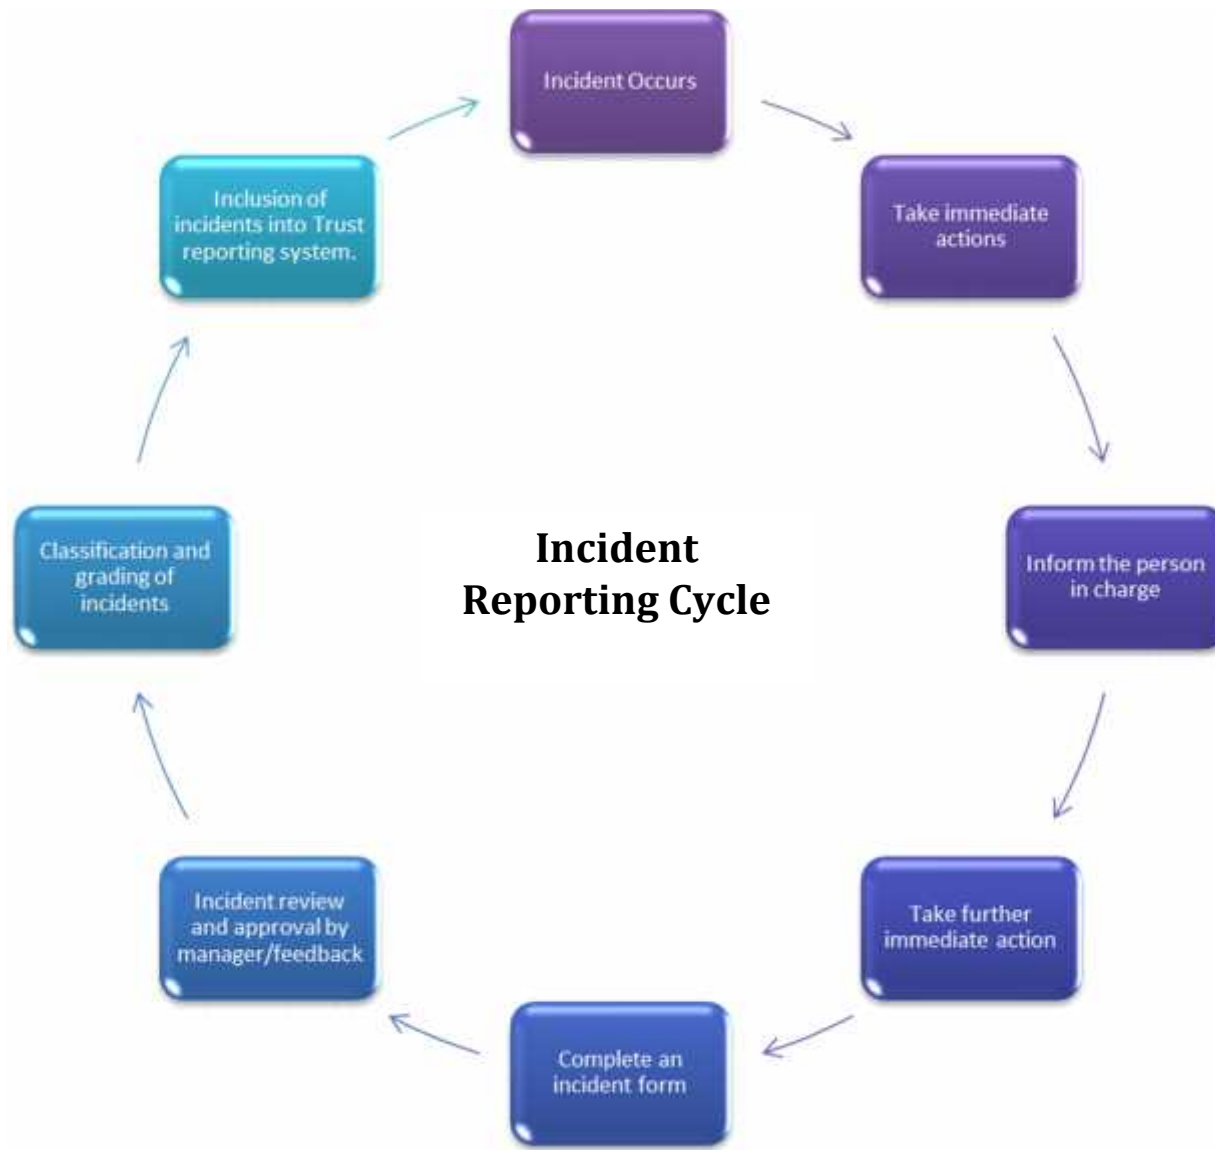 Incident Occurs
Take immediate
actions
Inform the person
in charge
Take further
immediate action
Complete an
incident form
Incident review
and approval by
manager/feedback
Classification and
grading of
incidents
Inclusion of
incidents into Trust
reporting system.
Incident
Reporting Cycle